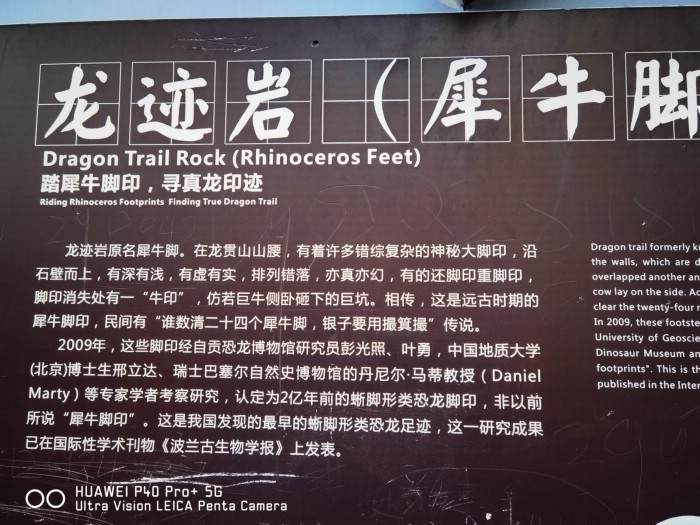 龙迹岩（犀牛脚
Dragon Trail Rock (Rhinoceros Feet)
踏犀牛脚印，寻真龙印迹
Riding Rhinoceros Footprints Finding True Dragon Trail
龙迹岩原名犀牛脚。在龙贯山山腰，有着许多错综复杂的神秘大脚印，沿
石壁而上，有深有浅，有虚有实，排列错落，亦真亦幻，有的还脚印重脚印，
脚印消失处有一“牛印”，仿若巨牛侧卧砸下的巨坑。相传，这是远古时期的
犀牛脚印，民间有“谁数清二十四个犀牛脚，银子要用撮箕撮”传说。
2009年，这些脚印经自贡恐龙博物馆研究员彭光照、叶勇，中国地质大学
(北京)博士生邢立达、瑞士巴塞尔自然史博物馆的丹尼尔·马蒂教授（Daniel
Marty）等专家学者考察研究，认定为2亿年前的蜥脚形类恐龙脚印，非以前
所说“犀牛脚印”。这是我国发现的最早的蜥脚形类恐龙足迹，这一研究成果
已在国际性学术刊物《波兰古生物学报》上发表。
Dragon trail formerly k
the walls, which are d
overlapped another an
cow lay on the side. Ac
clear the twenty-four r
In 2009, these footste
University of Geoscie
Dinosaur Museum an
footprints". This is th
published in the Inter
HUAWEI P40 Pro+ 5G
Ultra Vision LEICA Penta Camera